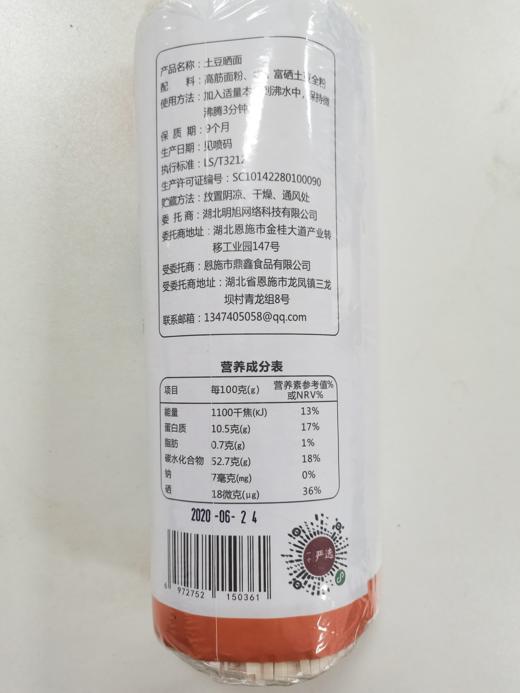 产品名称：土豆晒面
配　　料：高筋面粉、 富硒土豆全粉
使用方法：加入适量 到沸水中，保持微
沸腾3分钟
保 质 期：9个月
生产日期：见喷码
执行标准：LS/T3212
生产许可证编号：SC10142280100090
贮藏方法：放置阴凉、干燥、通风处
委 托 商：湖北明旭网络科技有限公司
委托商地址：湖北恩施市金桂大道产业转
移工业园147号
受委托商：恩施市鼎鑫食品有限公司
受委托商地址：湖北省恩施市龙凤镇三龙
坝村青龙组8号
联系邮箱：1347405058@qq.com
营养成分表
项目 每100克(g) 营养素参考值%
或NRV%
能量 1100千焦(KJ) 13%
蛋白质 10.5克(g) 17%
脂肪 0.7克(g) 1%
碳水化合物 52.7克(g) 18%
钠 7毫克(mg) 0%
硒 18微克(μg) 36%
2020-06-24
严选
6 972752 150361